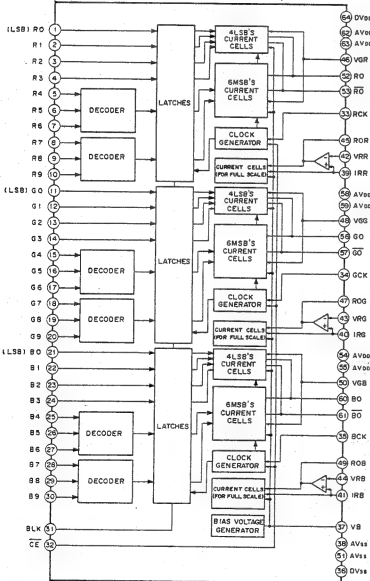 64 DVDD
62 AVDD
63 AVDD
(LSB) R0 1
R1 2
R2 3
R3 4
R4 5
R5 6
R6 7
R7 8
R8 9
R9 10
DECODER
DECODER
LATCHES
4LSB'S CURRENT CELLS
6MSB'S CURRENT CELLS
CLOCK GENERATOR
CURRENT CELLS (FOR FULL SCALE)
46 VGR
52 RO
53 RO
33 RCK
45 ROR
42 VRR
39 IRR
58 AVDD
59 AVDD
(LSB) G0 11
G1 12
G2 13
G3 14
G4 15
G5 16
G6 17
G7 18
G8 19
G9 20
DECODER
DECODER
LATCHES
4LSB'S CURRENT CELLS
6MSB'S CURRENT CELLS
CLOCK GENERATOR
CURRENT CELLS (FOR FULL SCALE)
48 VGG
56 GO
57 GO
34 GCK
47 ROG
43 VRG
40 IRG
54 AVDD
55 AVDD
(LSB) B0 21
B1 22
B2 23
B3 24
B4 25
B5 26
B6 27
B7 28
B8 29
B9 30
DECODER
DECODER
LATCHES
4LSB'S CURRENT CELLS
6MSB'S CURRENT CELLS
CLOCK GENERATOR
CURRENT CELLS (FOR FULL SCALE)
50 VGB
60 BO
61 BO
35 BCK
49 ROB
44 VRB
41 IRB
BLK 31
CE 32
BIAS VOLTAGE GENERATOR
37 VB
38 AVSS
51 AVSS
36 DVSS